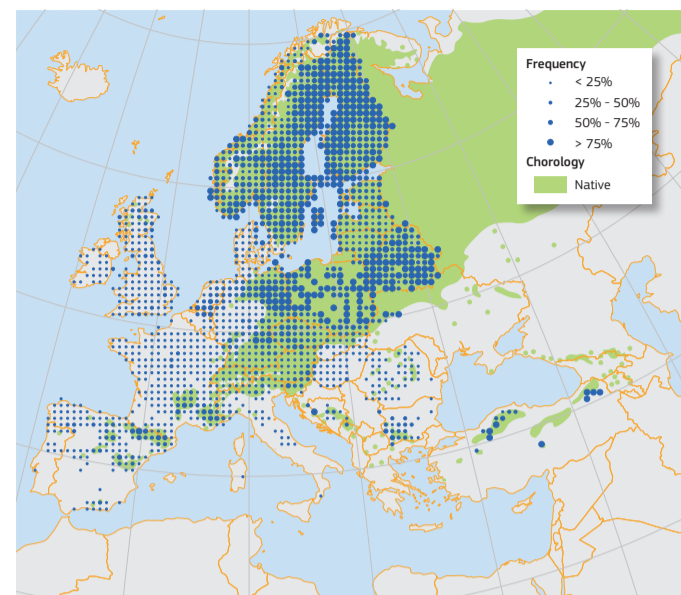 Frequency
< 25%
25% - 50%
50% - 75%
> 75%
Chorology
Native